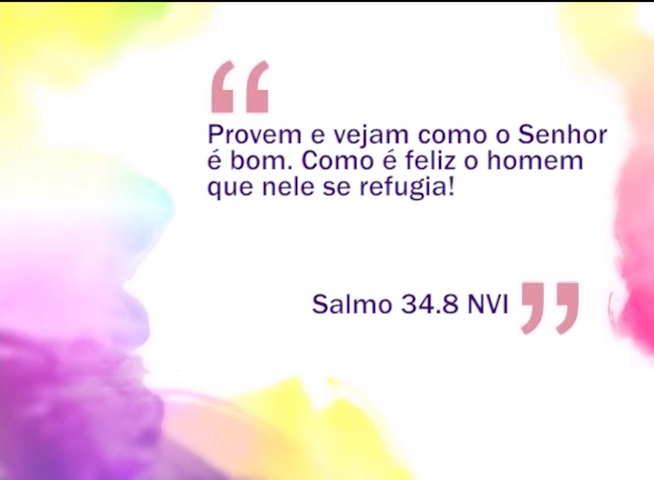 “
Provem e vejam como o Senhor
é bom. Como é feliz o homem
que nele se refugia!
Salmo 34.8 NVI ”